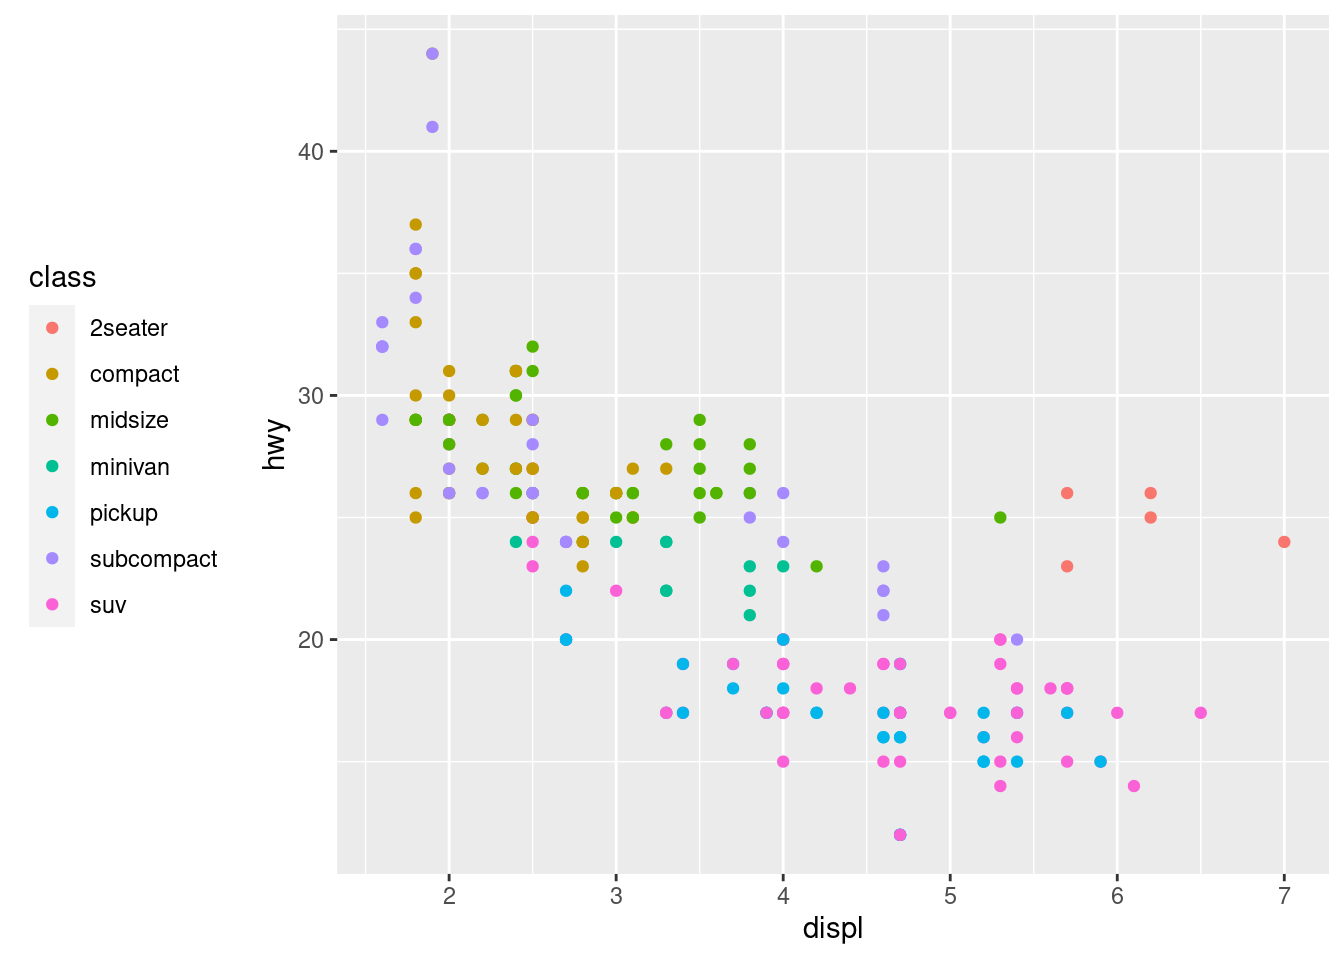 class
2seater
compact
midsize
minivan
pickup
subcompact
suv
hwy
40
30
20
2 3 4 5 6 7
displ